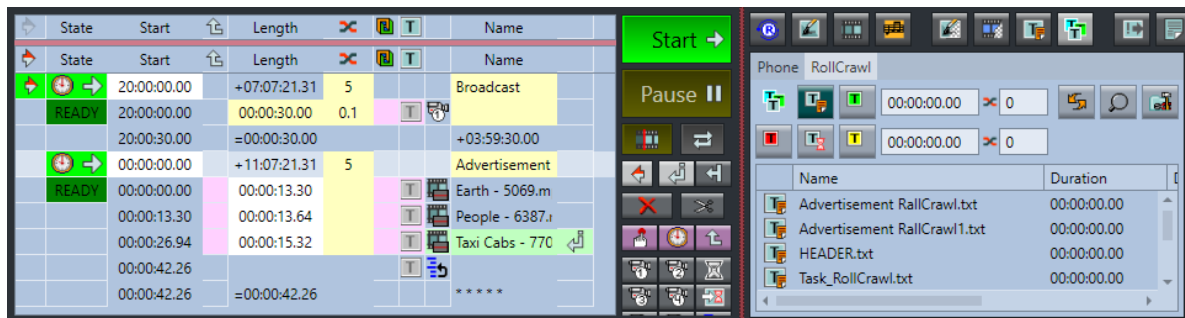 State Start Length T Name
State Start Length T Name
20:00:00.00 +07:07:21.31 5 Broadcast
READY 20:00:00.00 00:00:30.00 0.1 T 1
20:00:30.00 =00:00:30.00 +03:59:30.00
00:00:00.00 +11:07:21.31 5 Advertisement
READY 00:00:00.00 00:00:13.30 T Earth - 5069.m
00:00:13.30 00:00:13.64 T People - 6387.
00:00:26.94 00:00:15.32 T Taxi Cabs - 770
00:00:42.26 T
00:00:42.26 =00:00:42.26 * * * * *
Start
Pause
1 2
3 4
R T T T
Phone RollCrawl
T T T 00:00:00.00 0
T T T 00:00:00.00 0
Name Duration
T Advertisement RallCrawl.txt 00:00:00.00
T Advertisement RallCrawl1.txt 00:00:00.00
T HEADER.txt 00:00:00.00
T Task_RollCrawl.txt 00:00:00.00